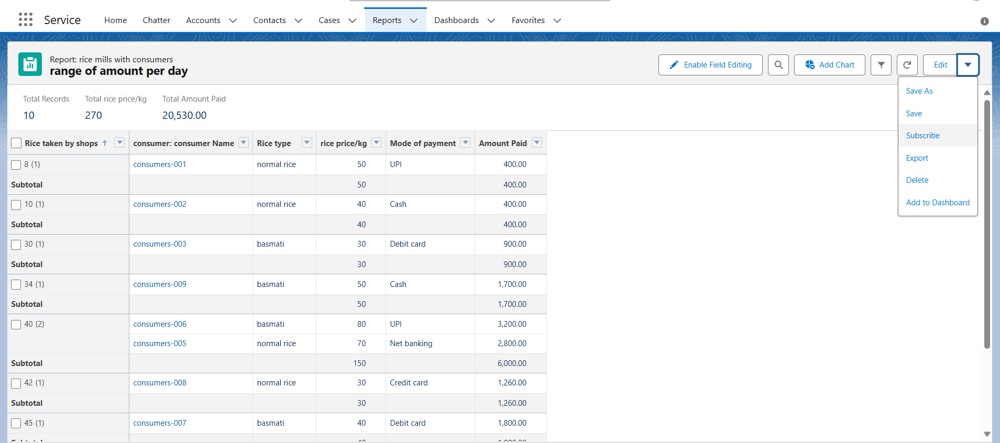 Service Home Chatter Accounts Contacts Cases Reports Dashboards Favorites
Report: rice mills with consumers
range of amount per day
Enable Field Editing Add Chart Edit
Save As
Save
Subscribe
Export
Delete
Add to Dashboard
Total Records Total rice price/kg Total Amount Paid
10 270 20,530.00
Rice taken by shops ↑ consumer: consumer Name Rice type rice price/kg Mode of payment Amount Paid
8 (1) consumers-001 normal rice 50 UPI 400.00
Subtotal 50 400.00
10 (1) consumers-002 normal rice 40 Cash 400.00
Subtotal 40 400.00
30 (1) consumers-003 basmati 30 Debit card 900.00
Subtotal 30 900.00
34 (1) consumers-009 basmati 50 Cash 1,700.00
Subtotal 50 1,700.00
40 (2) consumers-006 basmati 80 UPI 3,200.00
consumers-005 normal rice 70 Net banking 2,800.00
Subtotal 150 6,000.00
42 (1) consumers-008 normal rice 30 Credit card 1,260.00
Subtotal 30 1,260.00
45 (1) consumers-007 basmati 40 Debit card 1,800.00